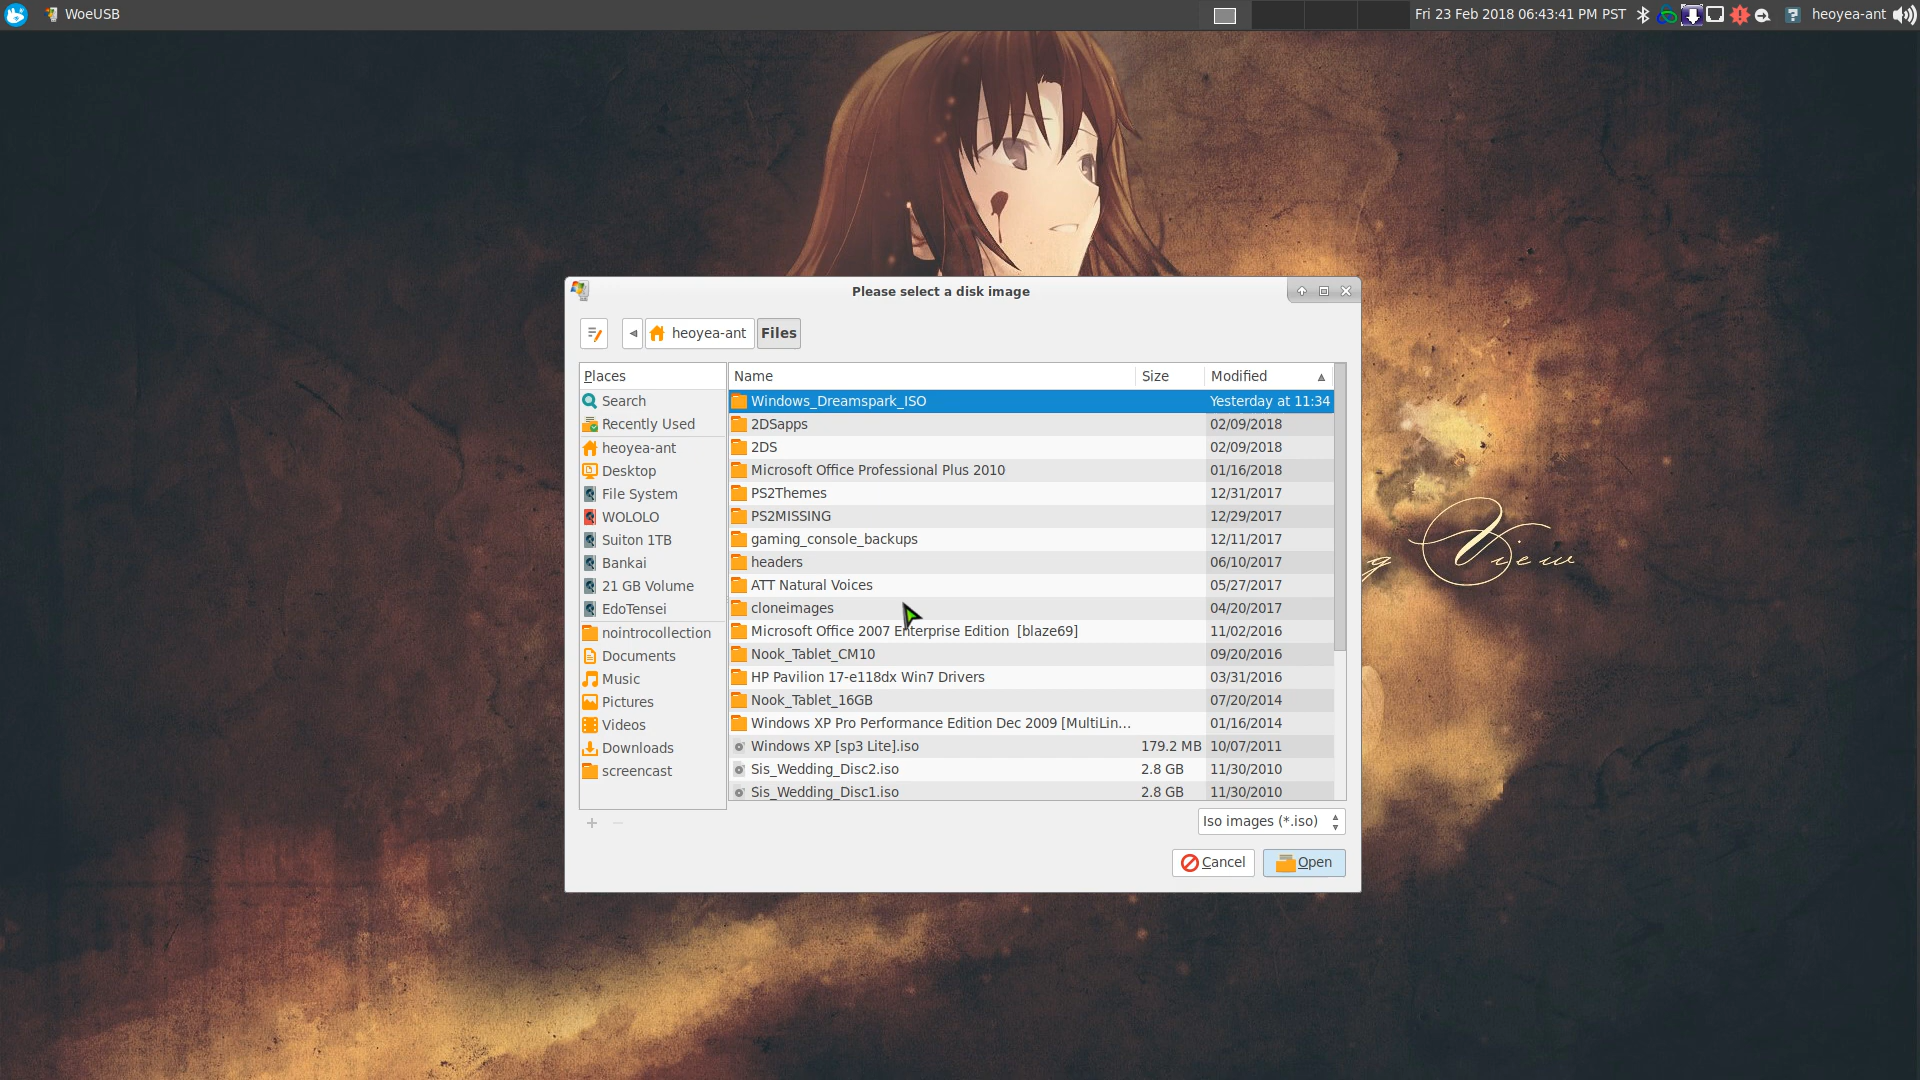 WoeUSB
Fri 23 Feb 2018 06:43:41 PM PST
heoyea-ant
Please select a disk image
heoyea-ant
Files
Places
Search
Recently Used
heoyea-ant
Desktop
File System
WOLOLO
Suiton 1TB
Bankai
21 GB Volume
EdoTensei
nointrocollection
Documents
Music
Pictures
Videos
Downloads
screencast
Name Size Modified
Windows_Dreamspark_ISO Yesterday at 11:34
2DSapps 02/09/2018
2DS 02/09/2018
Microsoft Office Professional Plus 2010 01/16/2018
PS2Themes 12/31/2017
PS2MISSING 12/29/2017
gaming_console_backups 12/11/2017
headers 06/10/2017
ATT Natural Voices 05/27/2017
cloneimages 04/20/2017
Microsoft Office 2007 Enterprise Edition [blaze69] 11/02/2016
Nook_Tablet_CM10 09/20/2016
HP Pavilion 17-e118dx Win7 Drivers 03/31/2016
Nook_Tablet_16GB 07/20/2014
Windows XP Pro Performance Edition Dec 2009 [MultiLin... 01/16/2014
Windows XP [sp3 Lite].iso 179.2 MB 10/07/2011
Sis_Wedding_Disc2.iso 2.8 GB 11/30/2010
Sis_Wedding_Disc1.iso 2.8 GB 11/30/2010
Iso images (*.iso)
Cancel
Open
View